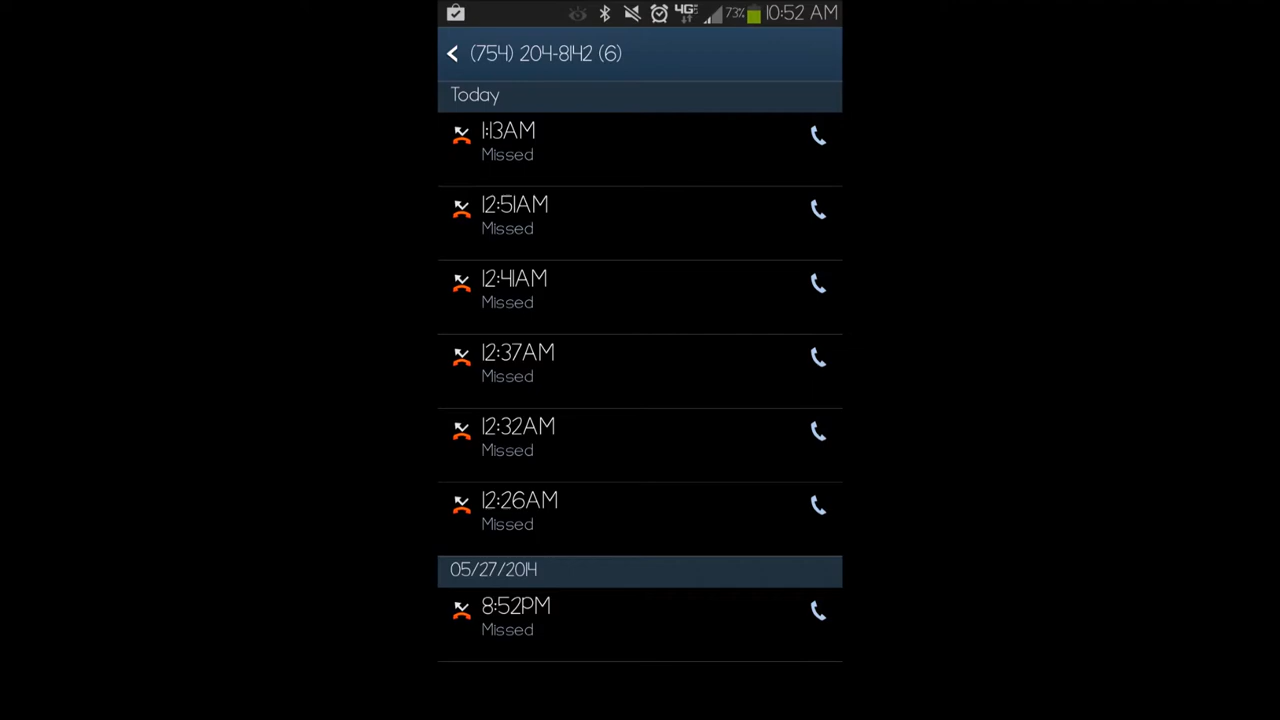 4G 73% 10:52 AM
(754) 204-8142 (6)
Today
1:13AM
Missed
12:51AM
Missed
12:41AM
Missed
12:37AM
Missed
12:32AM
Missed
12:26AM
Missed
05/27/2014
8:52PM
Missed